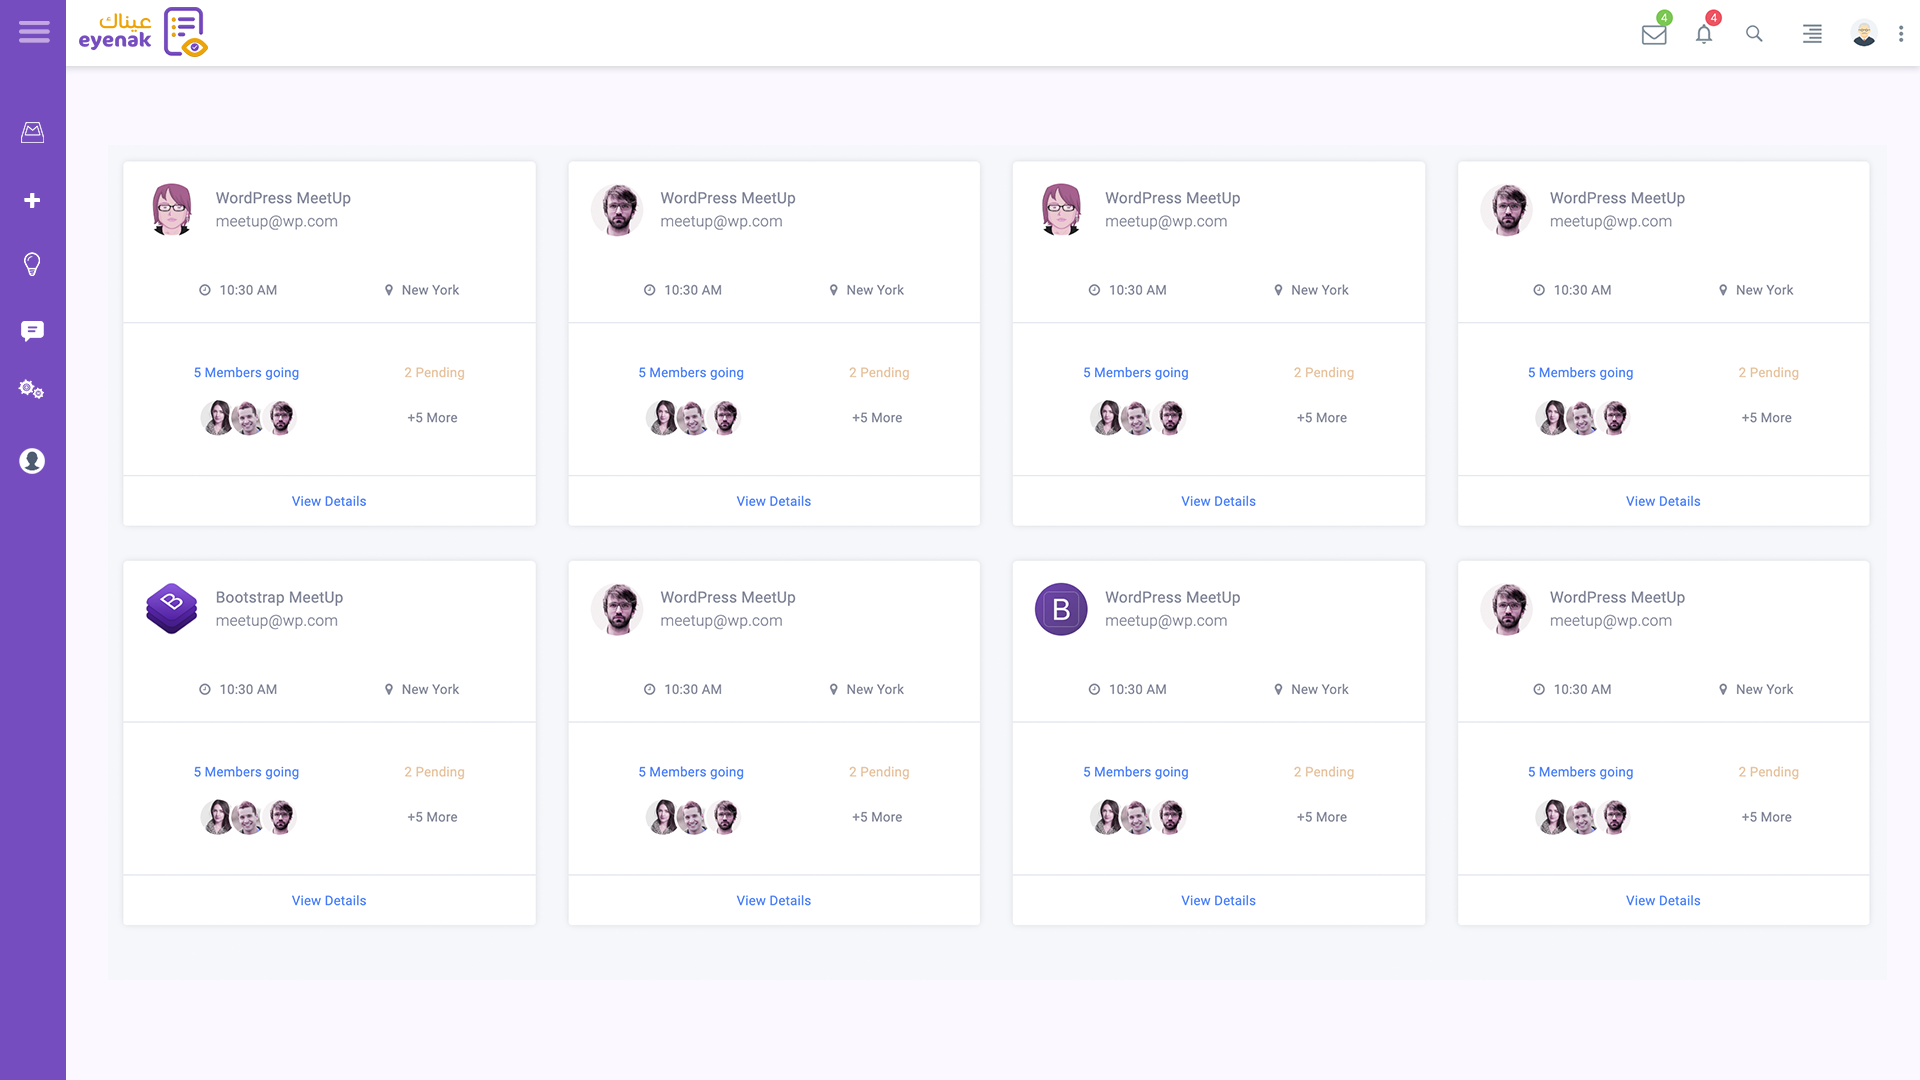 عيناك
eyenak
4
4
WordPress MeetUp
meetup@wp.com
10:30 AM
New York
5 Members going
2 Pending
+5 More
View Details
WordPress MeetUp
meetup@wp.com
10:30 AM
New York
5 Members going
2 Pending
+5 More
View Details
WordPress MeetUp
meetup@wp.com
10:30 AM
New York
5 Members going
2 Pending
+5 More
View Details
WordPress MeetUp
meetup@wp.com
10:30 AM
New York
5 Members going
2 Pending
+5 More
View Details
B
Bootstrap MeetUp
meetup@wp.com
10:30 AM
New York
5 Members going
2 Pending
+5 More
View Details
WordPress MeetUp
meetup@wp.com
10:30 AM
New York
5 Members going
2 Pending
+5 More
View Details
B
WordPress MeetUp
meetup@wp.com
10:30 AM
New York
5 Members going
2 Pending
+5 More
View Details
WordPress MeetUp
meetup@wp.com
10:30 AM
New York
5 Members going
2 Pending
+5 More
View Details